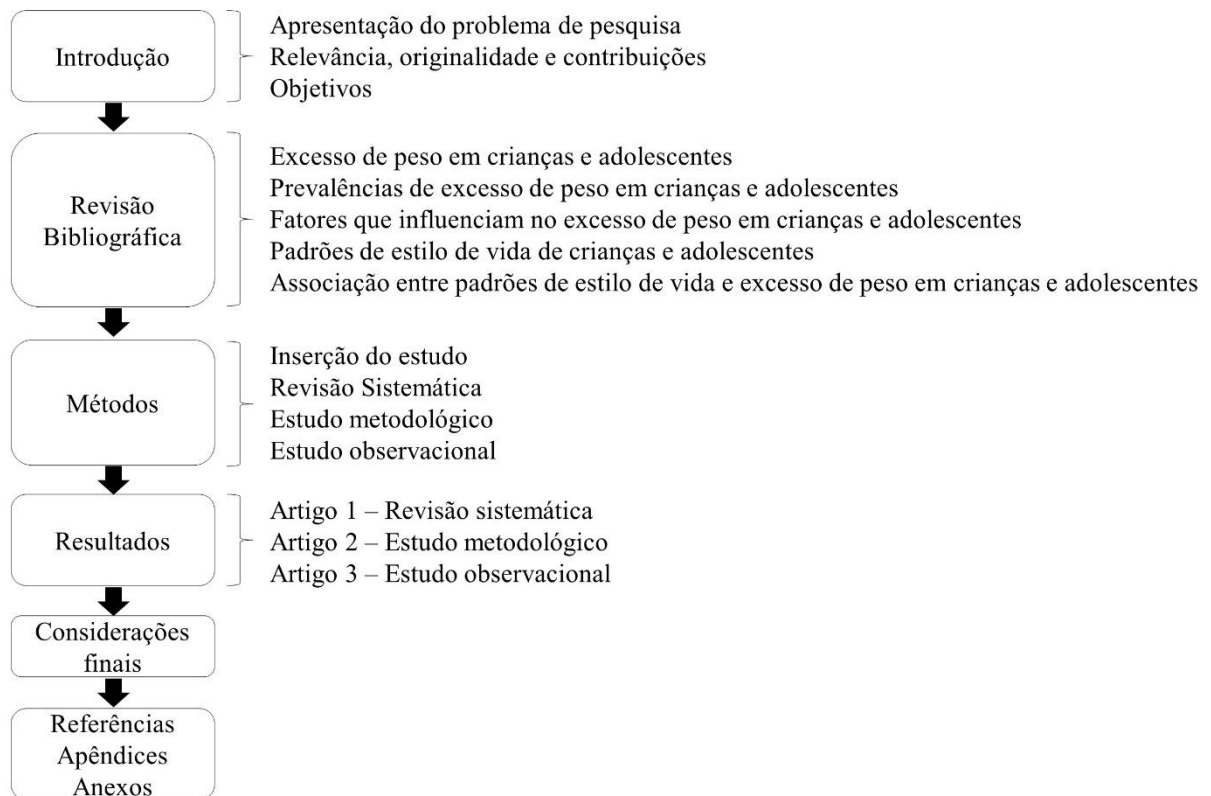 Introdução
Apresentação do problema de pesquisa
Relevância, originalidade e contribuições
Objetivos
Revisão
Bibliográfica
Excesso de peso em crianças e adolescentes
Prevalências de excesso de peso em crianças e adolescentes
Fatores que influenciam no excesso de peso em crianças e adolescentes
Padrões de estilo de vida de crianças e adolescentes
Associação entre padrões de estilo de vida e excesso de peso em crianças e adolescentes
Métodos
Inserção do estudo
Revisão Sistemática
Estudo metodológico
Estudo observacional
Resultados
Artigo 1 – Revisão sistemática
Artigo 2 – Estudo metodológico
Artigo 3 – Estudo observacional
Considerações
finais
Referências
Apêndices
Anexos